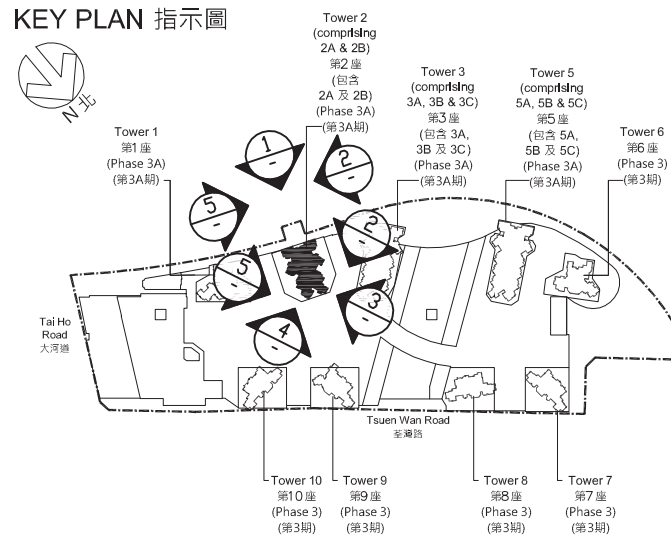 KEY PLAN 指示圖
N 北
Tower 1
第1座
(Phase 3A)
(第3A期)
Tower 2
(comprising
2A & 2B)
第2座
(包含
2A 及 2B)
(Phase 3A)
(第3A期)
Tower 3
(comprising
3A, 3B & 3C)
第3座
(包含 3A,
3B 及 3C)
(Phase 3A)
(第3A期)
Tower 5
(comprising
5A, 5B & 5C)
第5座
(包含 5A,
5B 及 5C)
(Phase 3A)
(第3A期)
Tower 6
第6座
(Phase 3)
(第3期)
1
-
2
-
5
-
2
-
5
-
3
-
4
-
Tai Ho
Road
大河道
Tsuen Wan Road
荃灣路
Tower 10
第10座
(Phase 3)
(第3期)
Tower 9
第9座
(Phase 3)
(第3期)
Tower 8
第8座
(Phase 3)
(第3期)
Tower 7
第7座
(Phase 3)
(第3期)